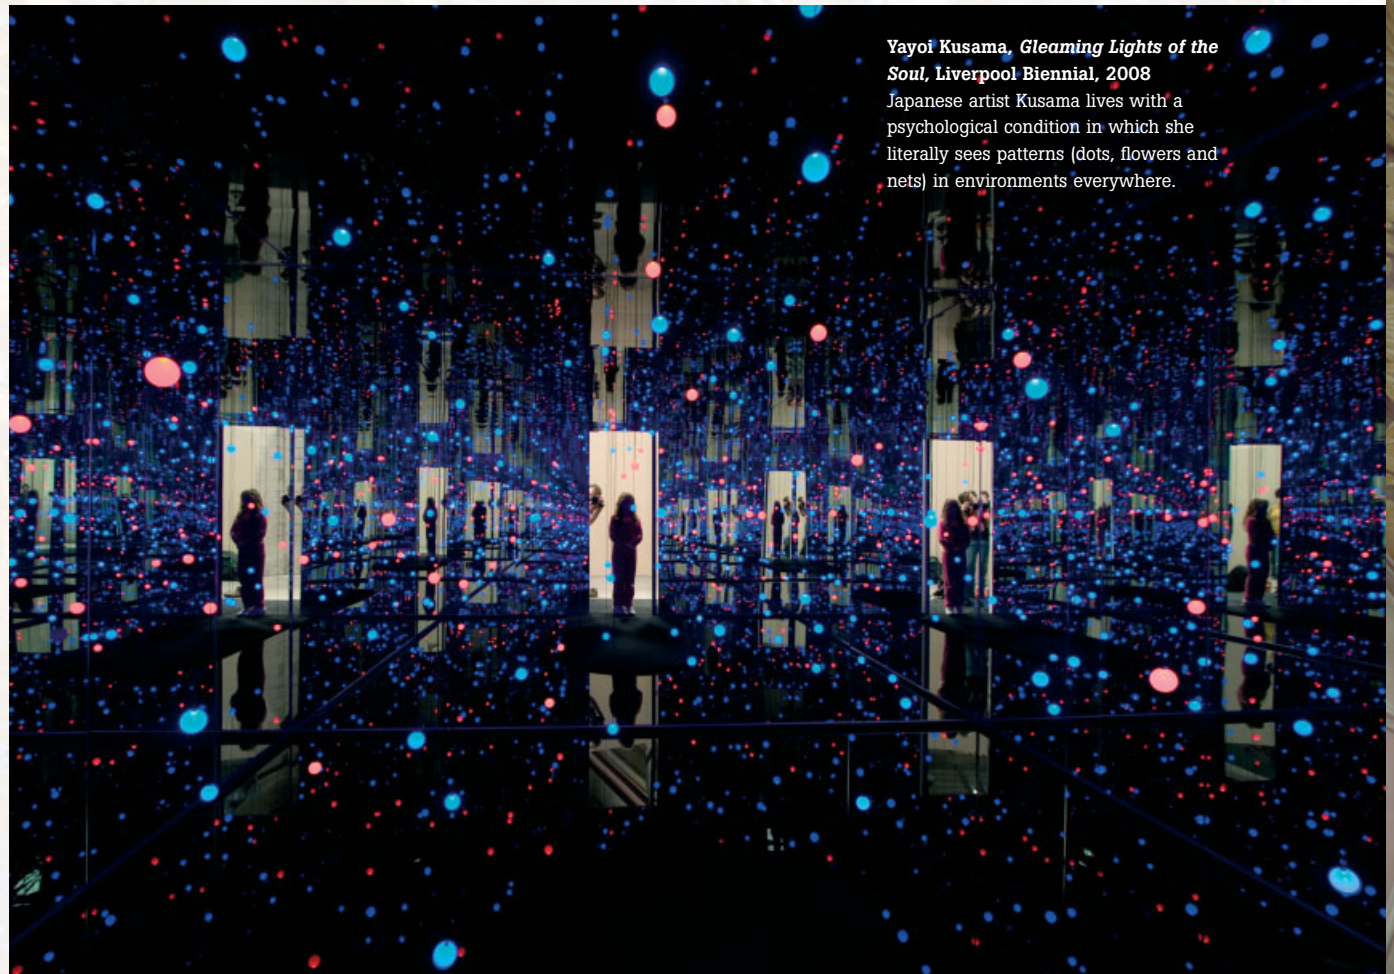 Yayoi Kusama, Gleaming Lights of the
Soul, Liverpool Biennial, 2008
Japanese artist Kusama lives with a
psychological condition in which she
literally sees patterns (dots, flowers and
nets) in environments everywhere.